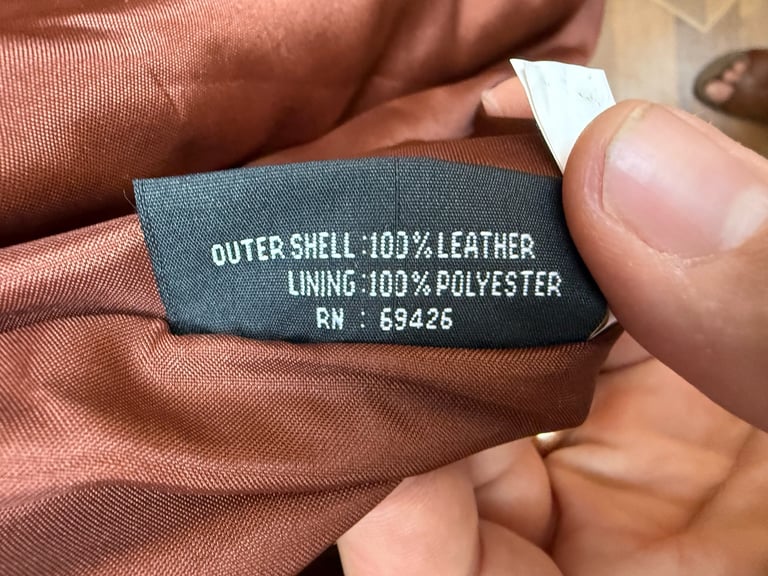 OUTER SHELL :100% LEATHER
LINING :100% POLYESTER
RN : 69426